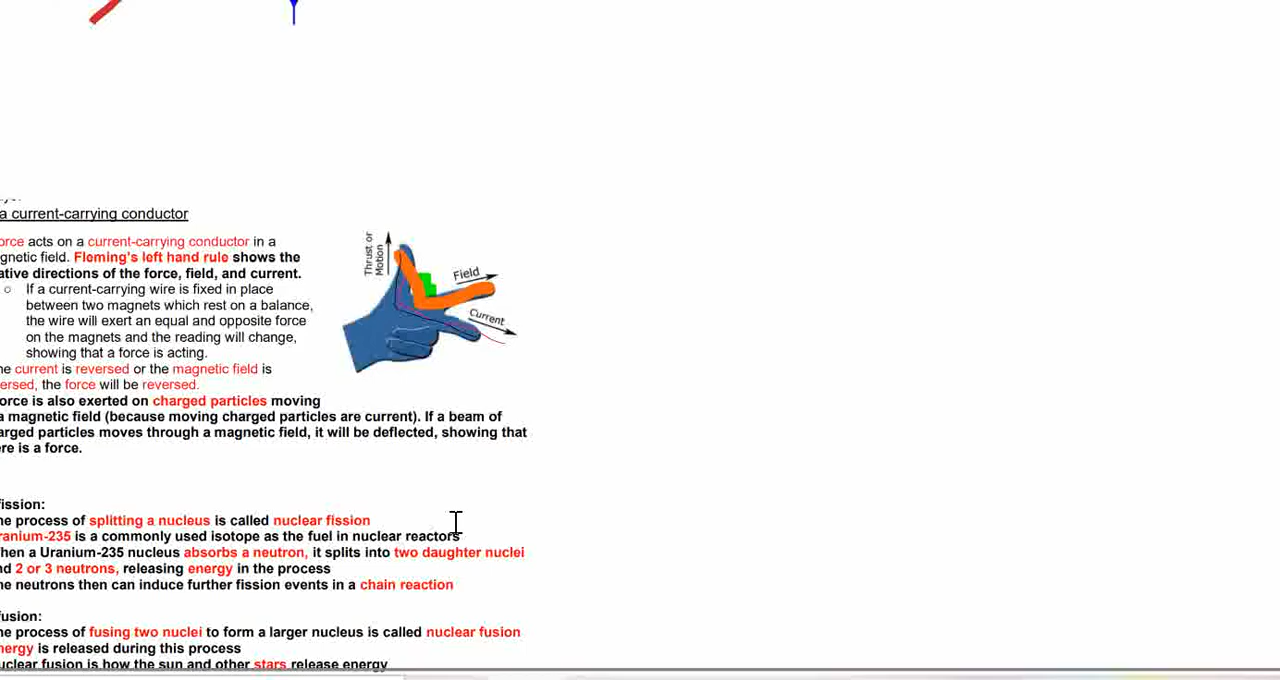 a current-carrying conductor
orce acts on a current-carrying conductor in a
gnetic field. Fleming's left hand rule shows the
ative directions of the force, field, and current.
o If a current-carrying wire is fixed in place
between two magnets which rest on a balance,
the wire will exert an equal and opposite force
on the magnets and the reading will change,
showing that a force is acting.
he current is reversed or the magnetic field is
ersed, the force will be reversed.
orce is also exerted on charged particles moving
a magnetic field (because moving charged particles are current). If a beam of
arged particles moves through a magnetic field, it will be deflected, showing that
ere is a force.
Thrust or
Motion
Field
Current
fission:
he process of splitting a nucleus is called nuclear fission
ranium-235 is a commonly used isotope as the fuel in nuclear reactors
hen a Uranium-235 nucleus absorbs a neutron, it splits into two daughter nuclei
nd 2 or 3 neutrons, releasing energy in the process
he neutrons then can induce further fission events in a chain reaction
fusion:
he process of fusing two nuclei to form a larger nucleus is called nuclear fusion
nergy is released during this process
uclear fusion is how the sun and other stars release energy